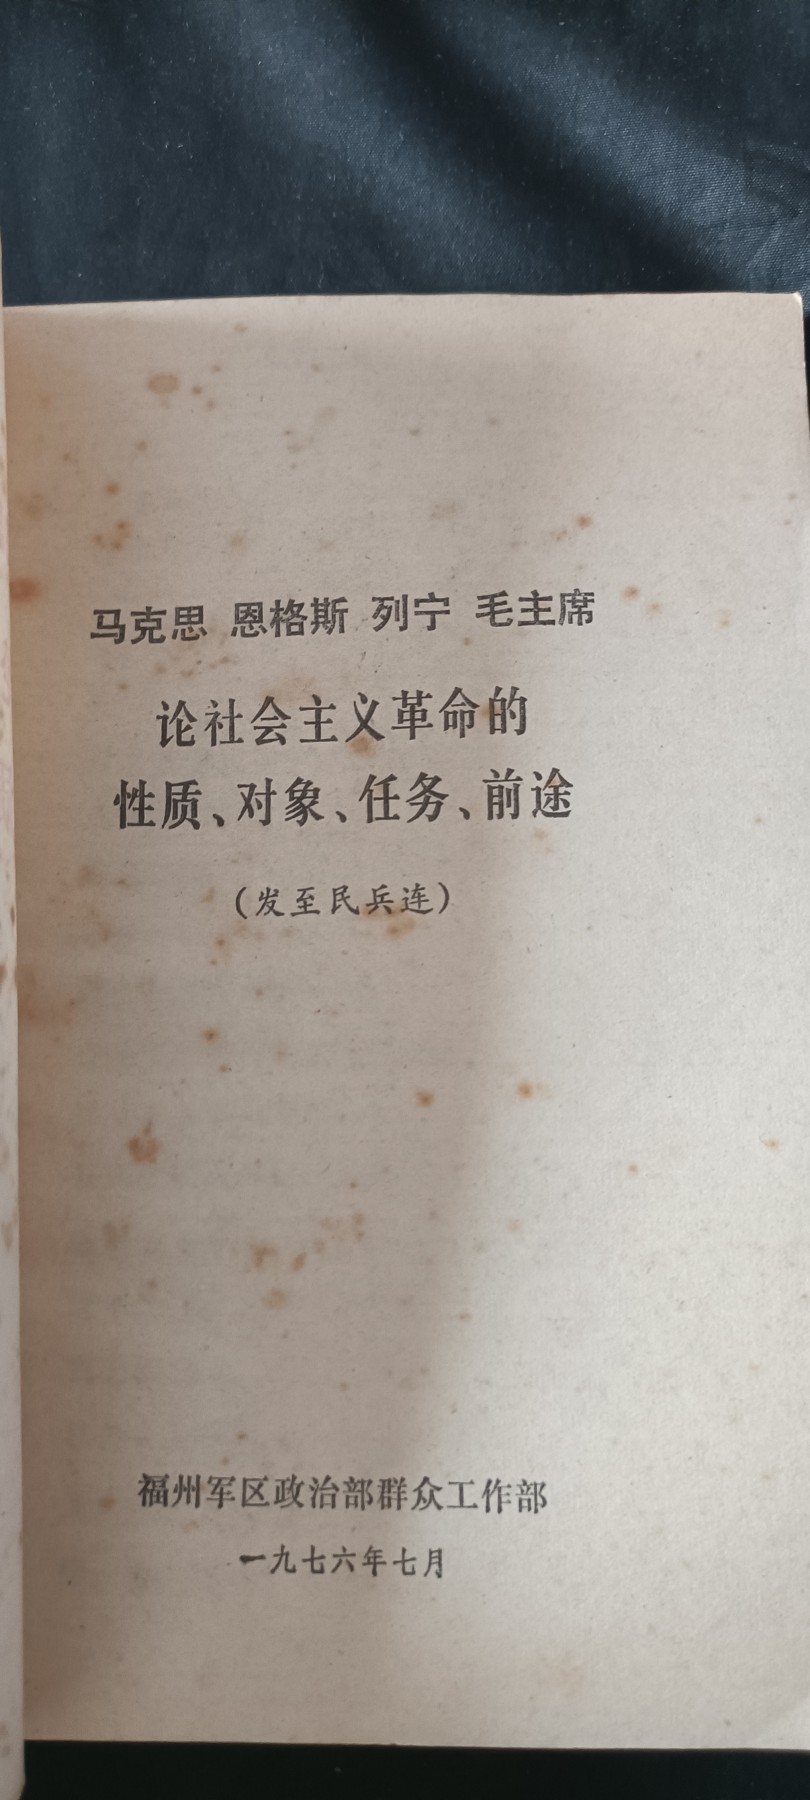 马克思 恩格斯 列宁 毛主席
论社会主义革命的
性质、对象、任务、前途
(发至民兵连)
福州军区政治部群众工作部
一九七六年七月